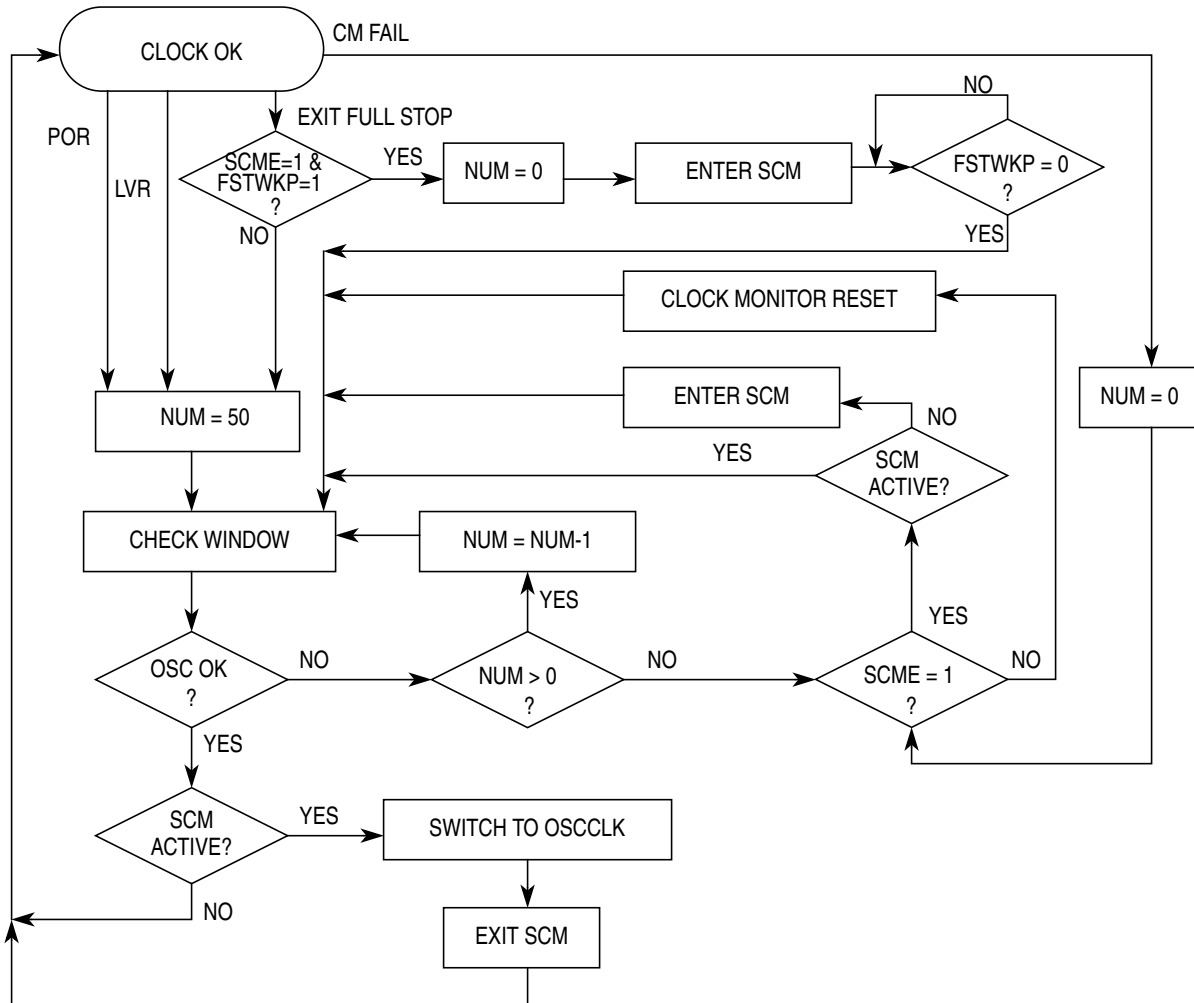 CLOCK OK
CM FAIL
POR
LVR
EXIT FULL STOP
SCME=1 &
FSTWKP=1
?
YES
NO
NUM = 0
ENTER SCM
NO
FSTWKP = 0
?
YES
CLOCK MONITOR RESET
ENTER SCM
NUM = 0
NUM = 50
NO
YES
SCM
ACTIVE?
CHECK WINDOW
NUM = NUM-1
YES
YES
OSC OK
?
NO
NUM > 0
?
NO
SCME = 1
?
NO
YES
SCM
ACTIVE?
YES
SWITCH TO OSCCLK
NO
EXIT SCM